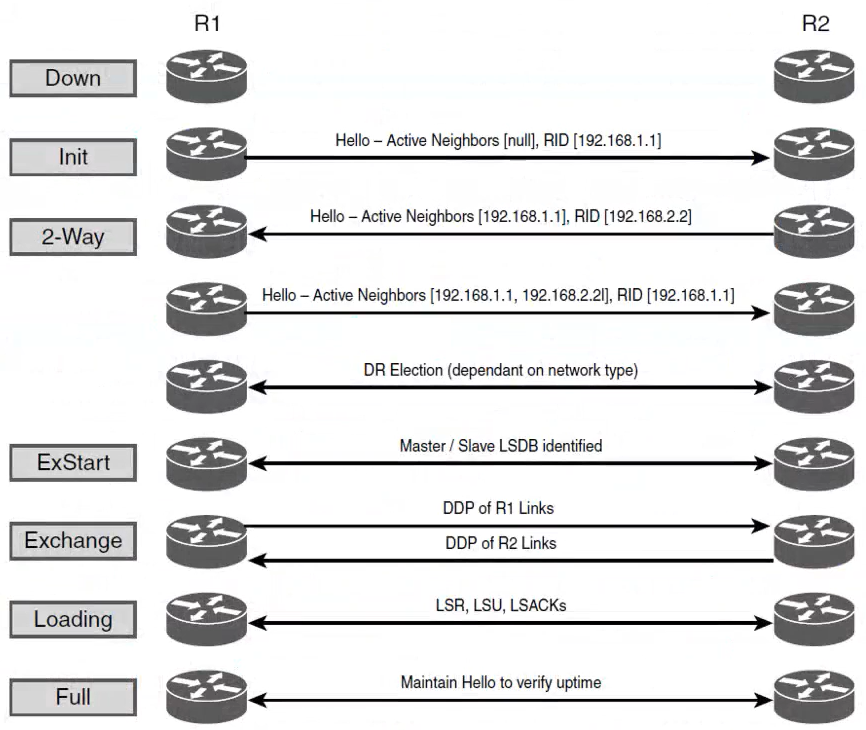 R1
R2
Down
Init
Hello – Active Neighbors [null], RID [192.168.1.1]
2-Way
Hello – Active Neighbors [192.168.1.1], RID [192.168.2.2]
Hello – Active Neighbors [192.168.1.1, 192.168.2.2l], RID [192.168.1.1]
DR Election (dependant on network type)
ExStart
Master / Slave LSDB identified
Exchange
DDP of R1 Links
DDP of R2 Links
Loading
LSR, LSU, LSACKs
Full
Maintain Hello to verify uptime